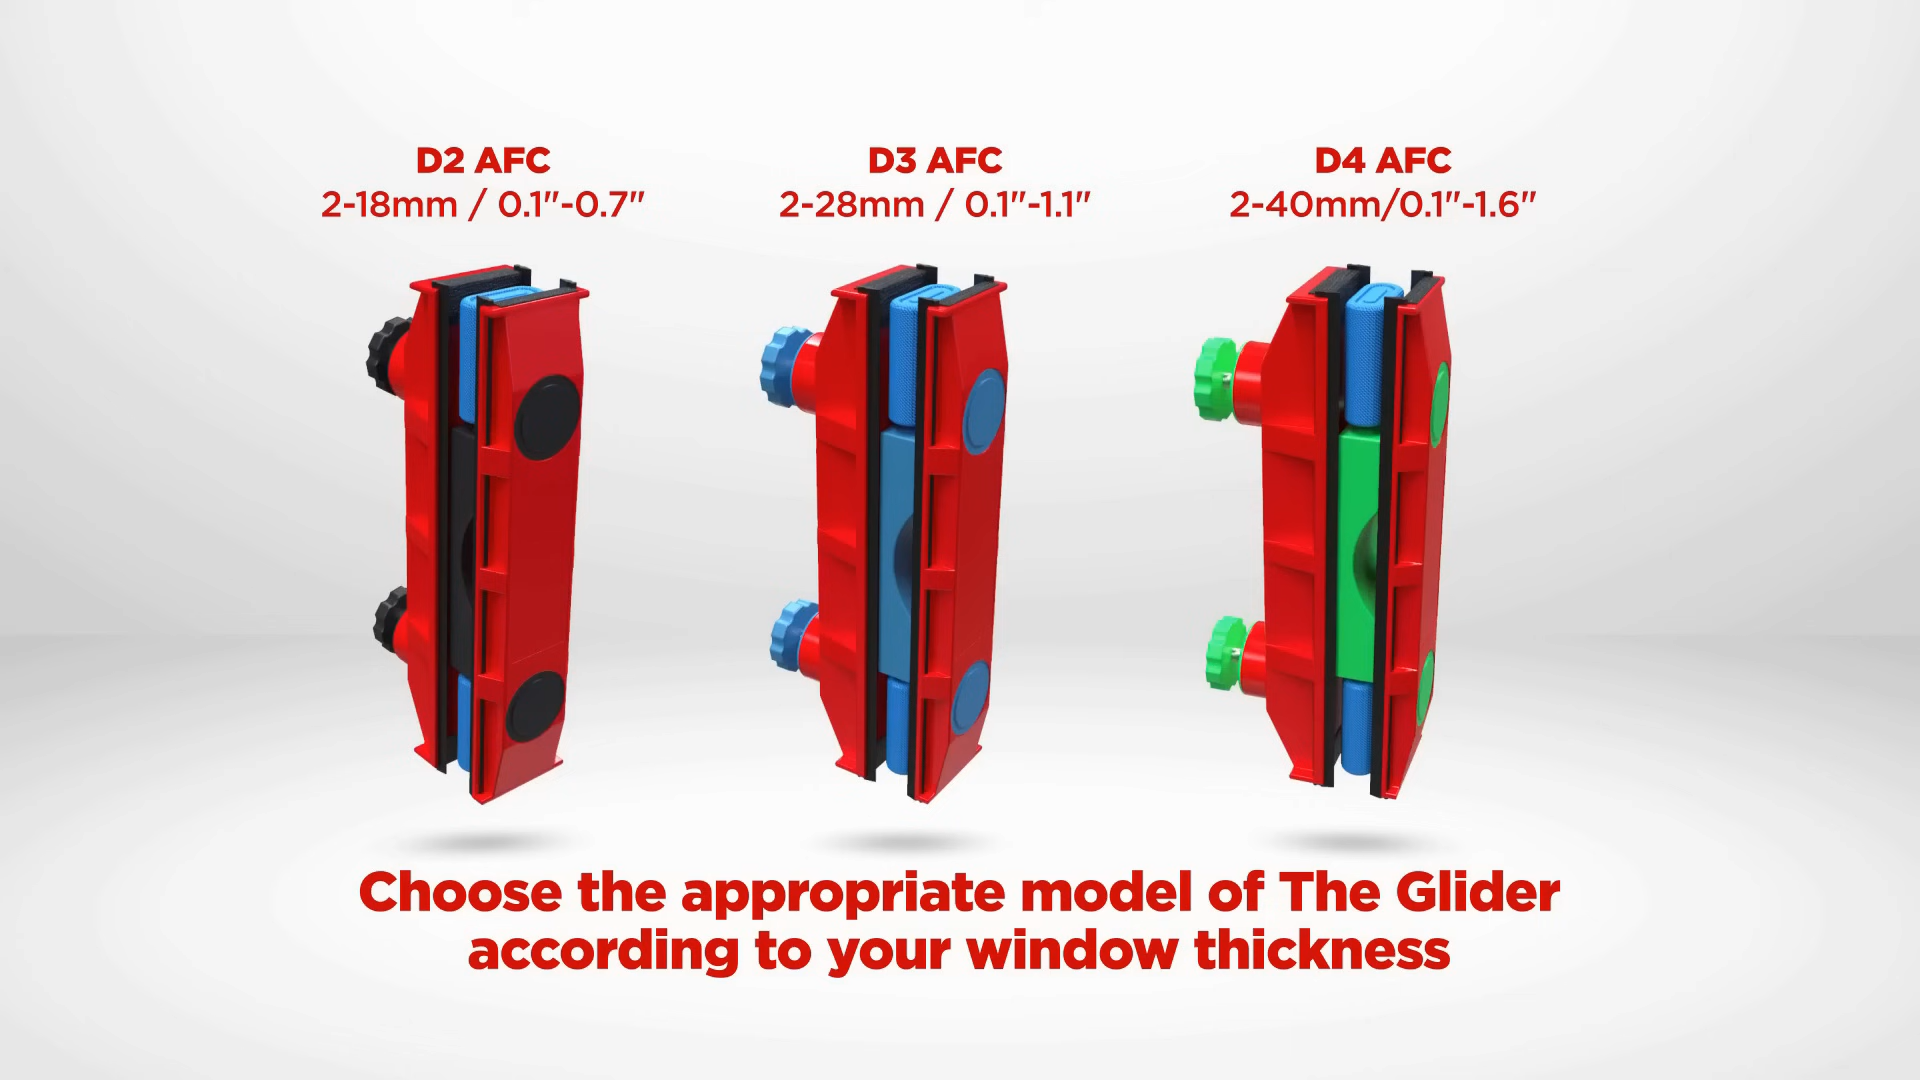 D2 AFC
2-18mm / 0.1"-0.7"
D3 AFC
2-28mm / 0.1"-1.1"
D4 AFC
2-40mm/0.1"-1.6"
Choose the appropriate model of The Glider
according to your window thickness